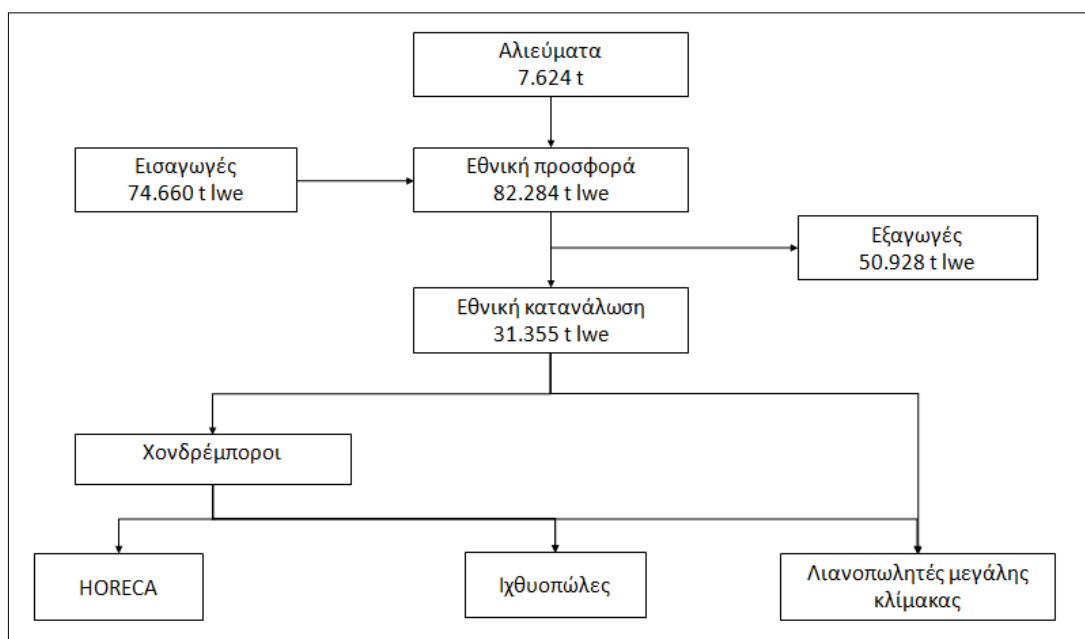 Αλιεύματα
7.624 t
Εισαγωγές
74.660 t lwe
Εθνική προσφορά
82.284 t lwe
Εξαγωγές
50.928 t lwe
Εθνική κατανάλωση
31.355 t lwe
Χονδρέμποροι
HORECA
Ιχθυοπώλες
Λιανοπωλητές μεγάλης
κλίμακας